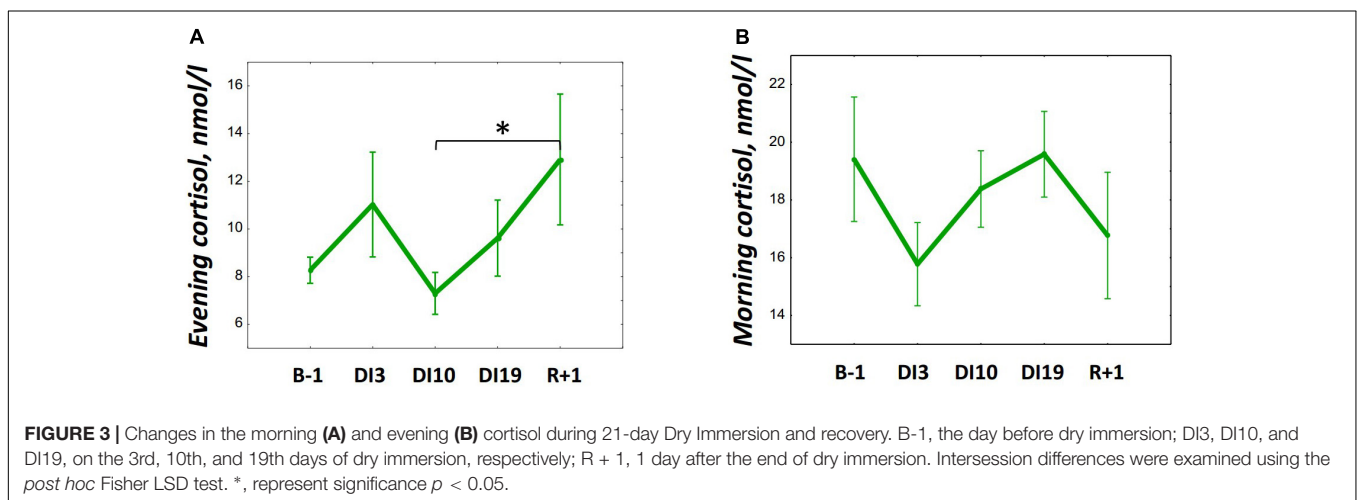 A
Evening cortisol, nmol/l
16
14
12
10
8
6
*
B-1 DI3 DI10 DI19 R+1
B
Morning cortisol, nmol/l
22
20
18
16
14
B-1 DI3 DI10 DI19 R+1
FIGURE 3 | Changes in the morning (A) and evening (B) cortisol during 21-day Dry Immersion and recovery. B-1, the day before dry immersion; DI3, DI10, and
DI19, on the 3rd, 10th, and 19th days of dry immersion, respectively; R + 1, 1 day after the end of dry immersion. Intersession differences were examined using the
post hoc Fisher LSD test. *, represent significance p < 0.05.